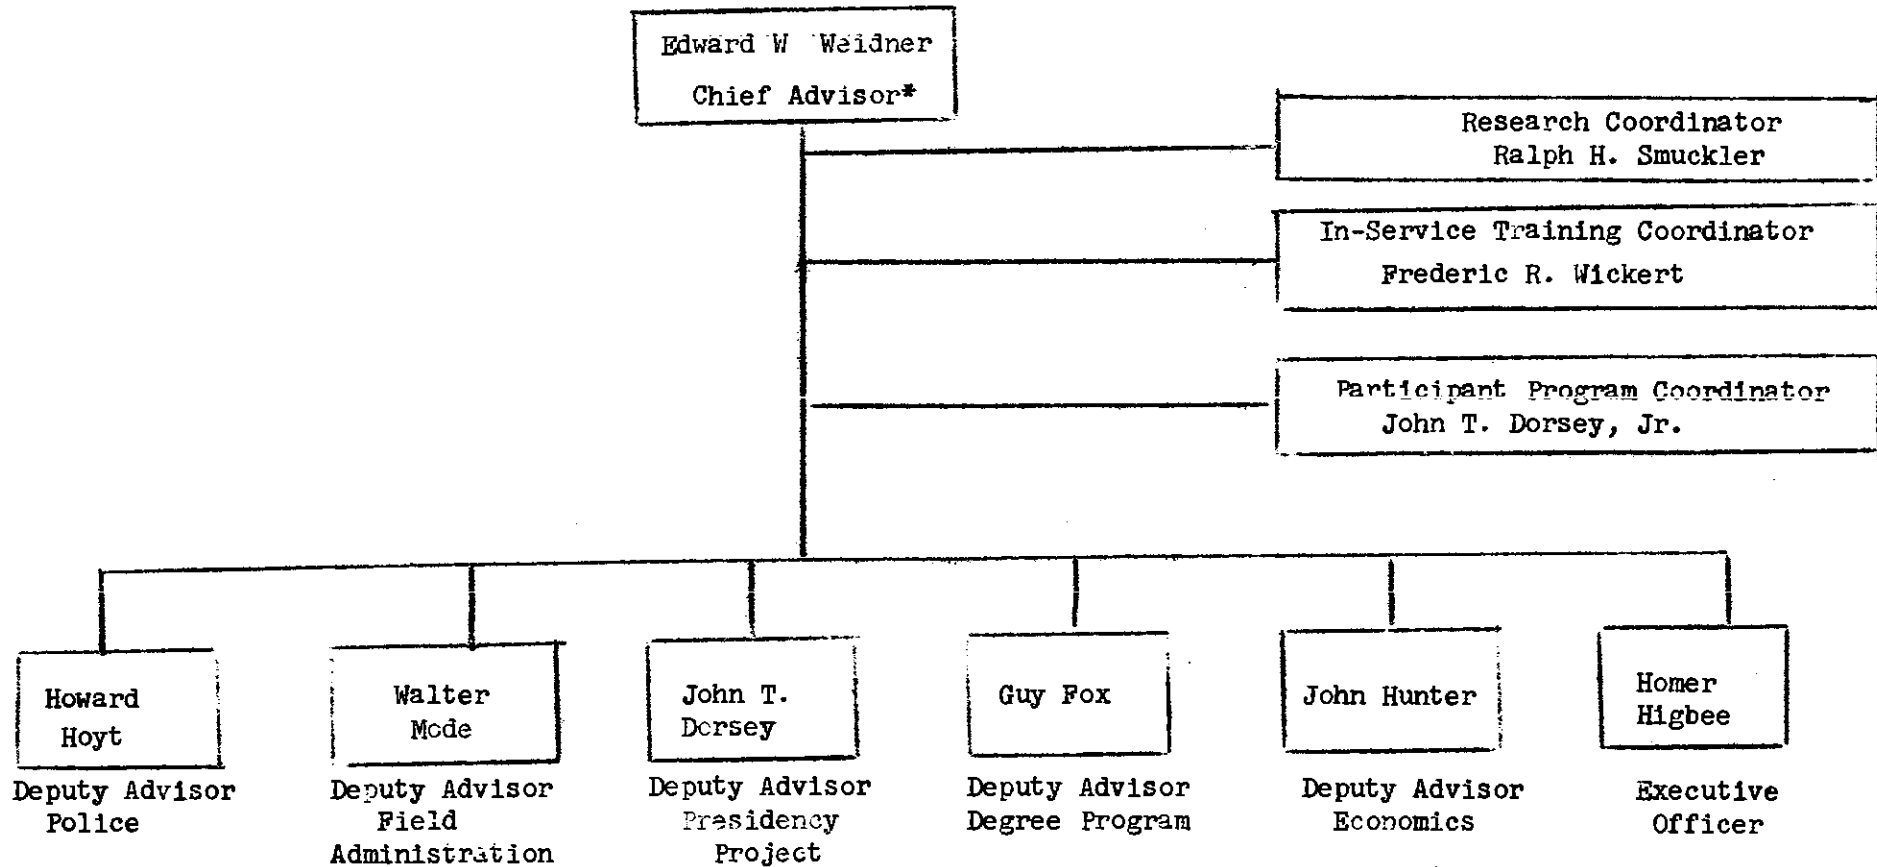 Edward W Weidner
Chief Advisor*
Research Coordinator
Ralph H. Smuckler
In-Service Training Coordinator
Frederic R. Wickert
Participant Program Coordinator
John T. Dorsey, Jr.
Howard
Hoyt
Deputy Advisor
Police
Walter
Mode
Deputy Advisor
Field
Administration
John T.
Dorsey
Deputy Advisor
Presidency
Project
Guy Fox
Deputy Advisor
Degree Program
John Hunter
Deputy Advisor
Economics
Homer
Higbee
Executive
Officer